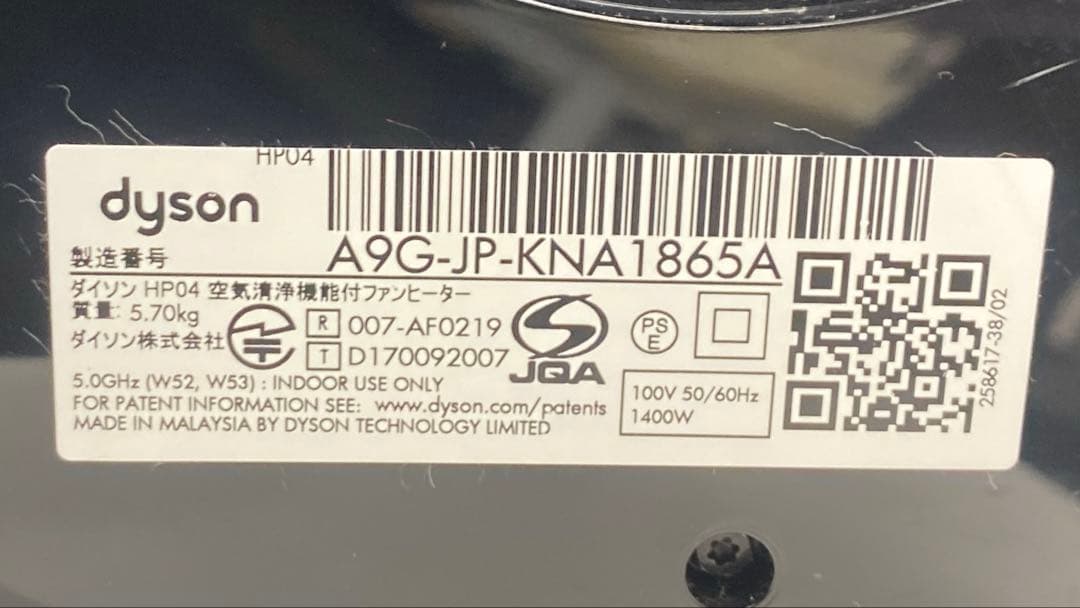 HP04
dyson
製造番号
A9G-JP-KNA1865A
ダイソン HP04 空気清浄機能付ファンヒーター
質量: 5.70kg
ダイソン株式会社
R 007-AF0219
T D170092007
JQA
PS
E
5.0GHz (W52, W53) : INDOOR USE ONLY
FOR PATENT INFORMATION SEE: www.dyson.com/patents
MADE IN MALAYSIA BY DYSON TECHNOLOGY LIMITED
100V 50/60Hz
1400W
258617-38/02